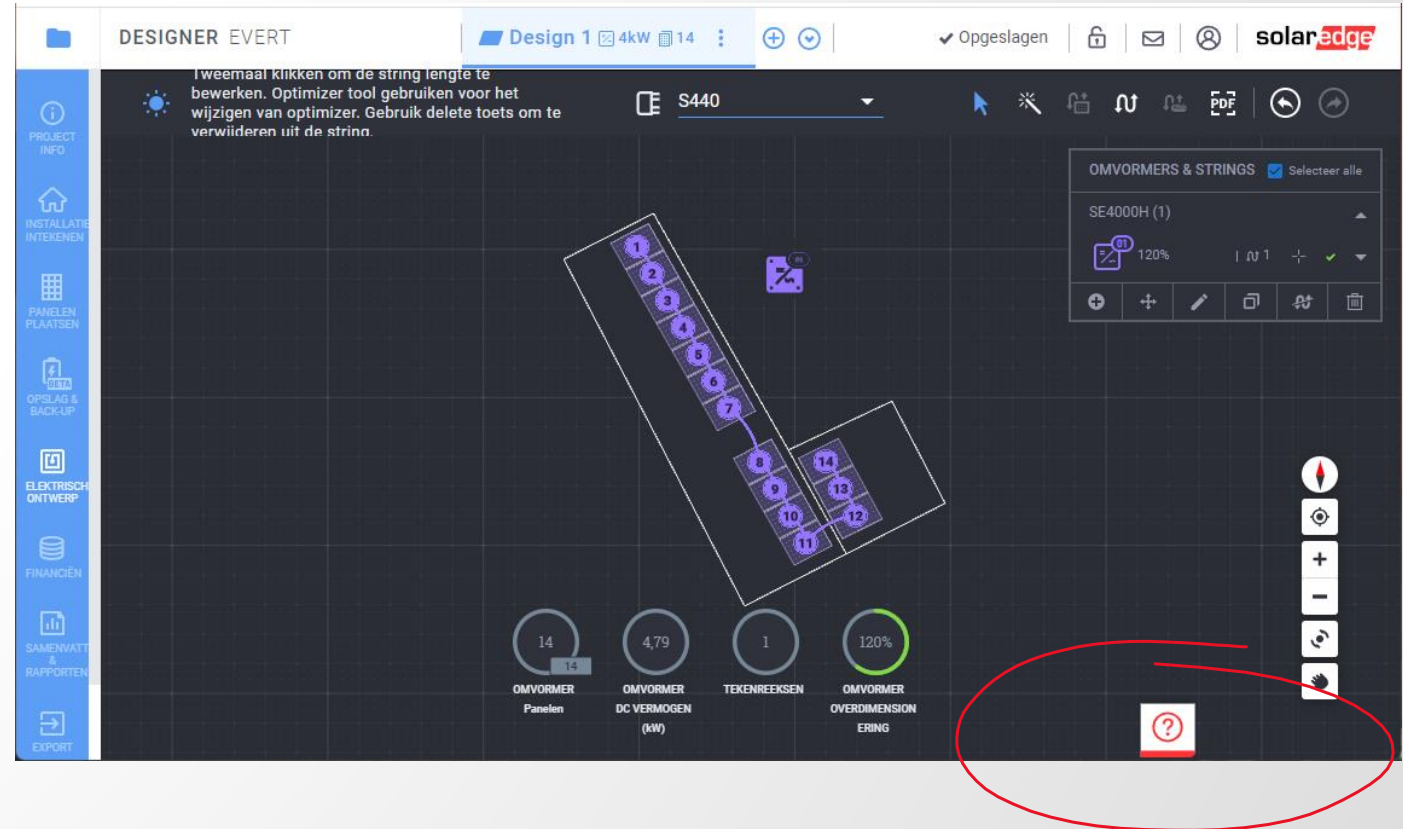 DESIGNER EVERT
Design 1 4kW 14
Opgeslagen
solaredge
PROJECT
INFO
INSTALLATIE
INTEKENEN
PANELEN
PLAATSEN
BETA
OPSLAG &
BACK-UP
ELEKTRISCH
ONTWERP
FINANCIËN
SAMENVATT
&
RAPPORTEN
EXPORT
Tweemaal klikken om de string lengte te
bewerken. Optimizer tool gebruiken voor het
wijzigen van optimizer. Gebruik delete toets om te
verwijderen uit de string.
S440
PDF
OMVORMERS & STRINGS Selecteer alle
SE4000H (1)
01 120% 1
01
1
2
3
4
5
6
7
8
9
10
11
12
13
14
14
14
OMVORMER
Panelen
4,79
OMVORMER
DC VERMOGEN
(kW)
1
TEKENREEKSEN
120%
OMVORMER
OVERDIMENSION
ERING
?